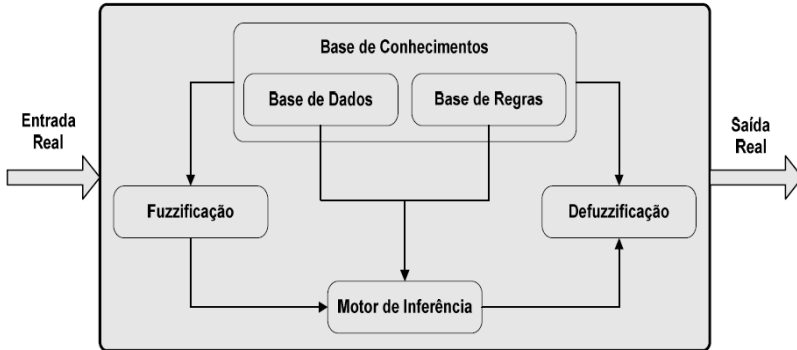 Base de Conhecimentos
Base de Dados
Base de Regras
Entrada
Real
Saída
Real
Fuzzificação
Defuzzificação
Motor de Inferência